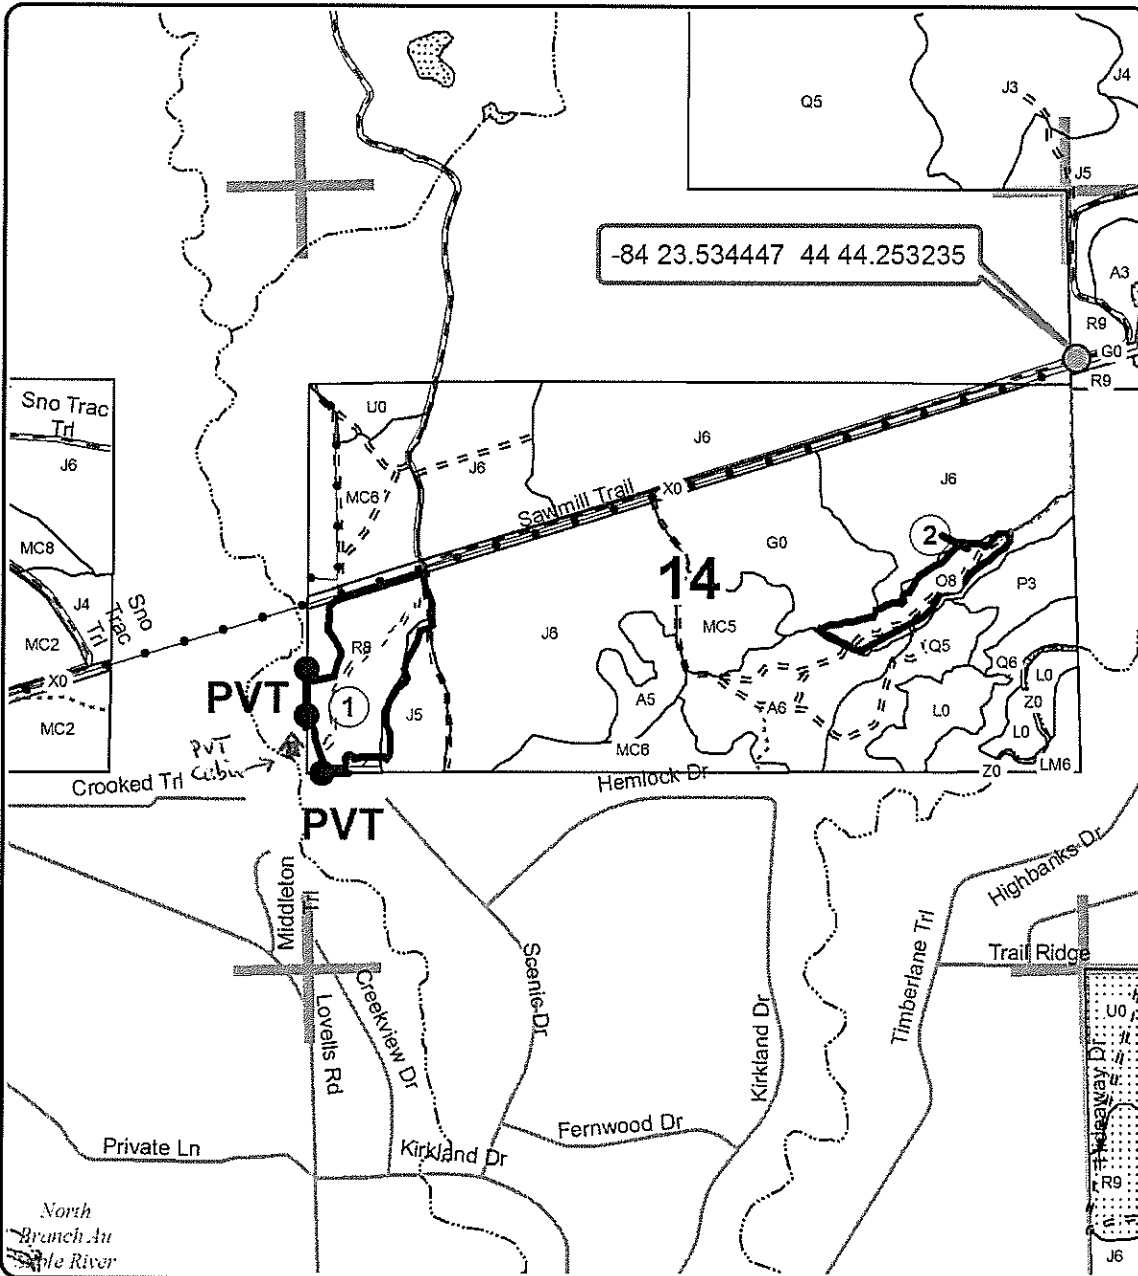 Q5
J3
J4
J5
-84 23.534447 44 44.253235
A3
R9
G0
R9
Sno Trac
Trl
J6
U0
J6
J6
J6
MC8
MC6
Sawmill Trail
X0
G0
2
14
O8
P3
J4
Sno
Trac
Trl
MC2
X0
MC2
R8
J6
MC5
Q5
Q6
L0
PVT
1
J5
A5
A6
L0
Z0
L0
PVT
Cabin
MC6
Z0
LM6
Crooked Trl
Hemlock Dr
PVT
Middleton
Trl
Highbanks Dr
Scenic Dr
Timberlane Trl
Trail Ridge
Creekview Dr
Lovells Rd
Kirkland Dr
U0
Hideaway Dr
Private Ln
Kirkland Dr
Fernwood Dr
R9
J6
North
Branch Au
Sable River